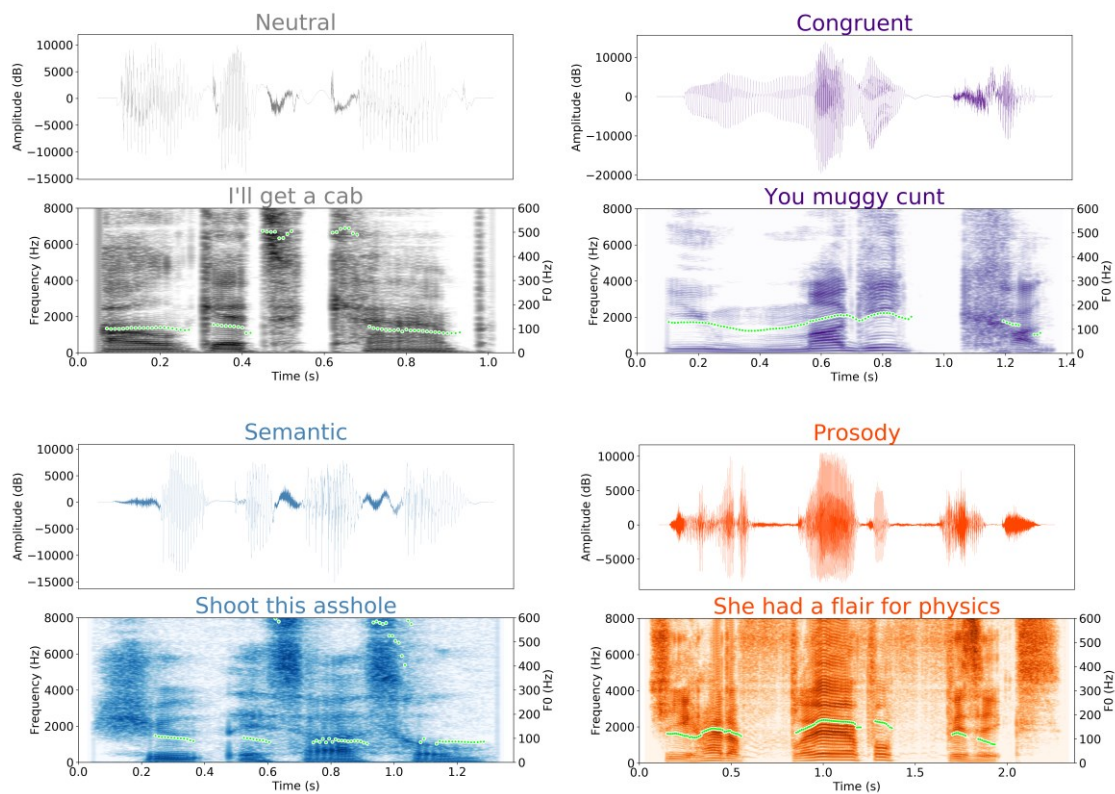 Neutral
Amplitude (dB)
10000
5000
0
−5000
−10000
−15000
I'll get a cab
Frequency (Hz)
8000
6000
4000
2000
0
600
500
400
300
200
100
0
F0 (Hz)
0.0 0.2 0.4 0.6 0.8 1.0
Time (s)
Congruent
Amplitude (dB)
10000
0
−10000
−20000
You muggy cunt
Frequency (Hz)
8000
6000
4000
2000
0
600
500
400
300
200
100
0
F0 (Hz)
0.0 0.2 0.4 0.6 0.8 1.0 1.2 1.4
Time (s)
Semantic
Amplitude (dB)
10000
5000
0
−5000
−10000
−15000
Shoot this asshole
Frequency (Hz)
8000
6000
4000
2000
0
600
500
400
300
200
100
0
F0 (Hz)
0.0 0.2 0.4 0.6 0.8 1.0 1.2
Time (s)
Prosody
Amplitude (dB)
10000
5000
0
−5000
She had a flair for physics
Frequency (Hz)
8000
6000
4000
2000
0
600
500
400
300
200
100
0
F0 (Hz)
0.0 0.5 1.0 1.5 2.0
Time (s)